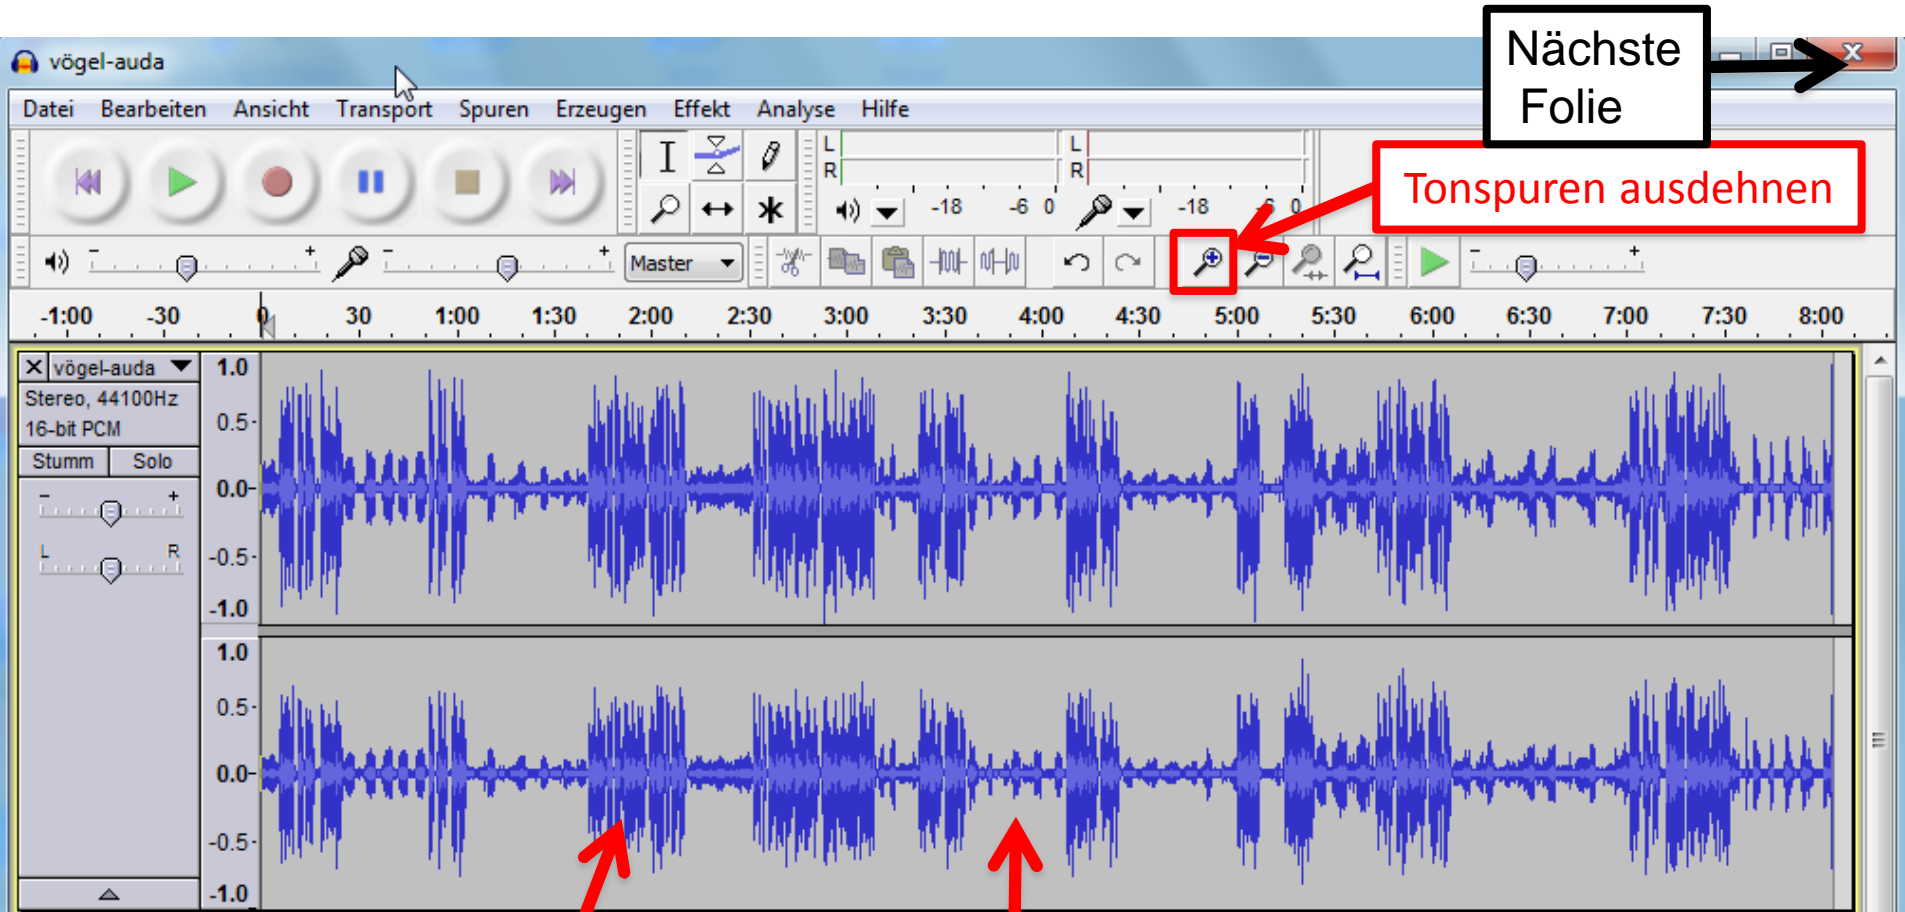 Nächste
Folie
vögel-auda
Datei Bearbeiten Ansicht Transport Spuren Erzeugen Effekt Analyse Hilfe
Tonspuren ausdehnen
L
R
-18 -6 0
L
R
-18 -6 0
- +
- +
Master
- +
-1:00 -30 0 30 1:00 1:30 2:00 2:30 3:00 3:30 4:00 4:30 5:00 5:30 6:00 6:30 7:00 7:30 8:00
X vögel-auda
Stereo, 44100Hz
16-bit PCM
Stumm Solo
- +
L R
1.0
0.5-
0.0-
-0.5-
-1.0
1.0
0.5-
0.0-
-0.5-
-1.0